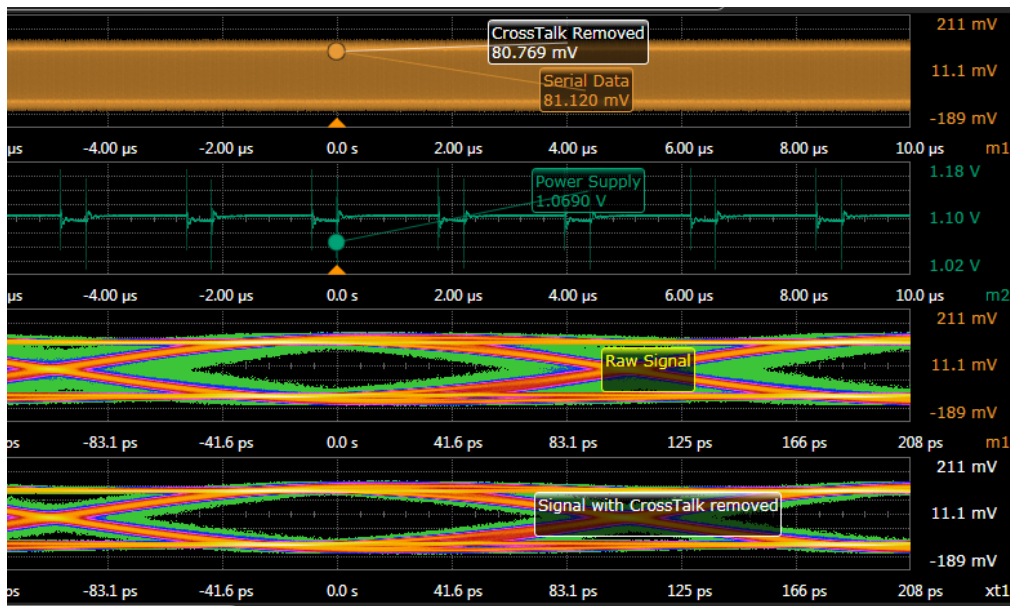 211 mV
CrossTalk Removed
80.769 mV
11.1 mV
Serial Data
81.120 mV
-189 mV
µs -4.00 µs -2.00 µs 0.0 s 2.00 µs 4.00 µs 6.00 µs 8.00 µs 10.0 µs m1
1.18 V
Power Supply
1.0690 V
1.10 V
1.02 V
µs -4.00 µs -2.00 µs 0.0 s 2.00 µs 4.00 µs 6.00 µs 8.00 µs 10.0 µs m2
211 mV
Raw Signal
11.1 mV
-189 mV
ps -83.1 ps -41.6 ps 0.0 s 41.6 ps 83.1 ps 125 ps 166 ps 208 ps m1
211 mV
Signal with CrossTalk removed
11.1 mV
-189 mV
ps -83.1 ps -41.6 ps 0.0 s 41.6 ps 83.1 ps 125 ps 166 ps 208 ps xt1